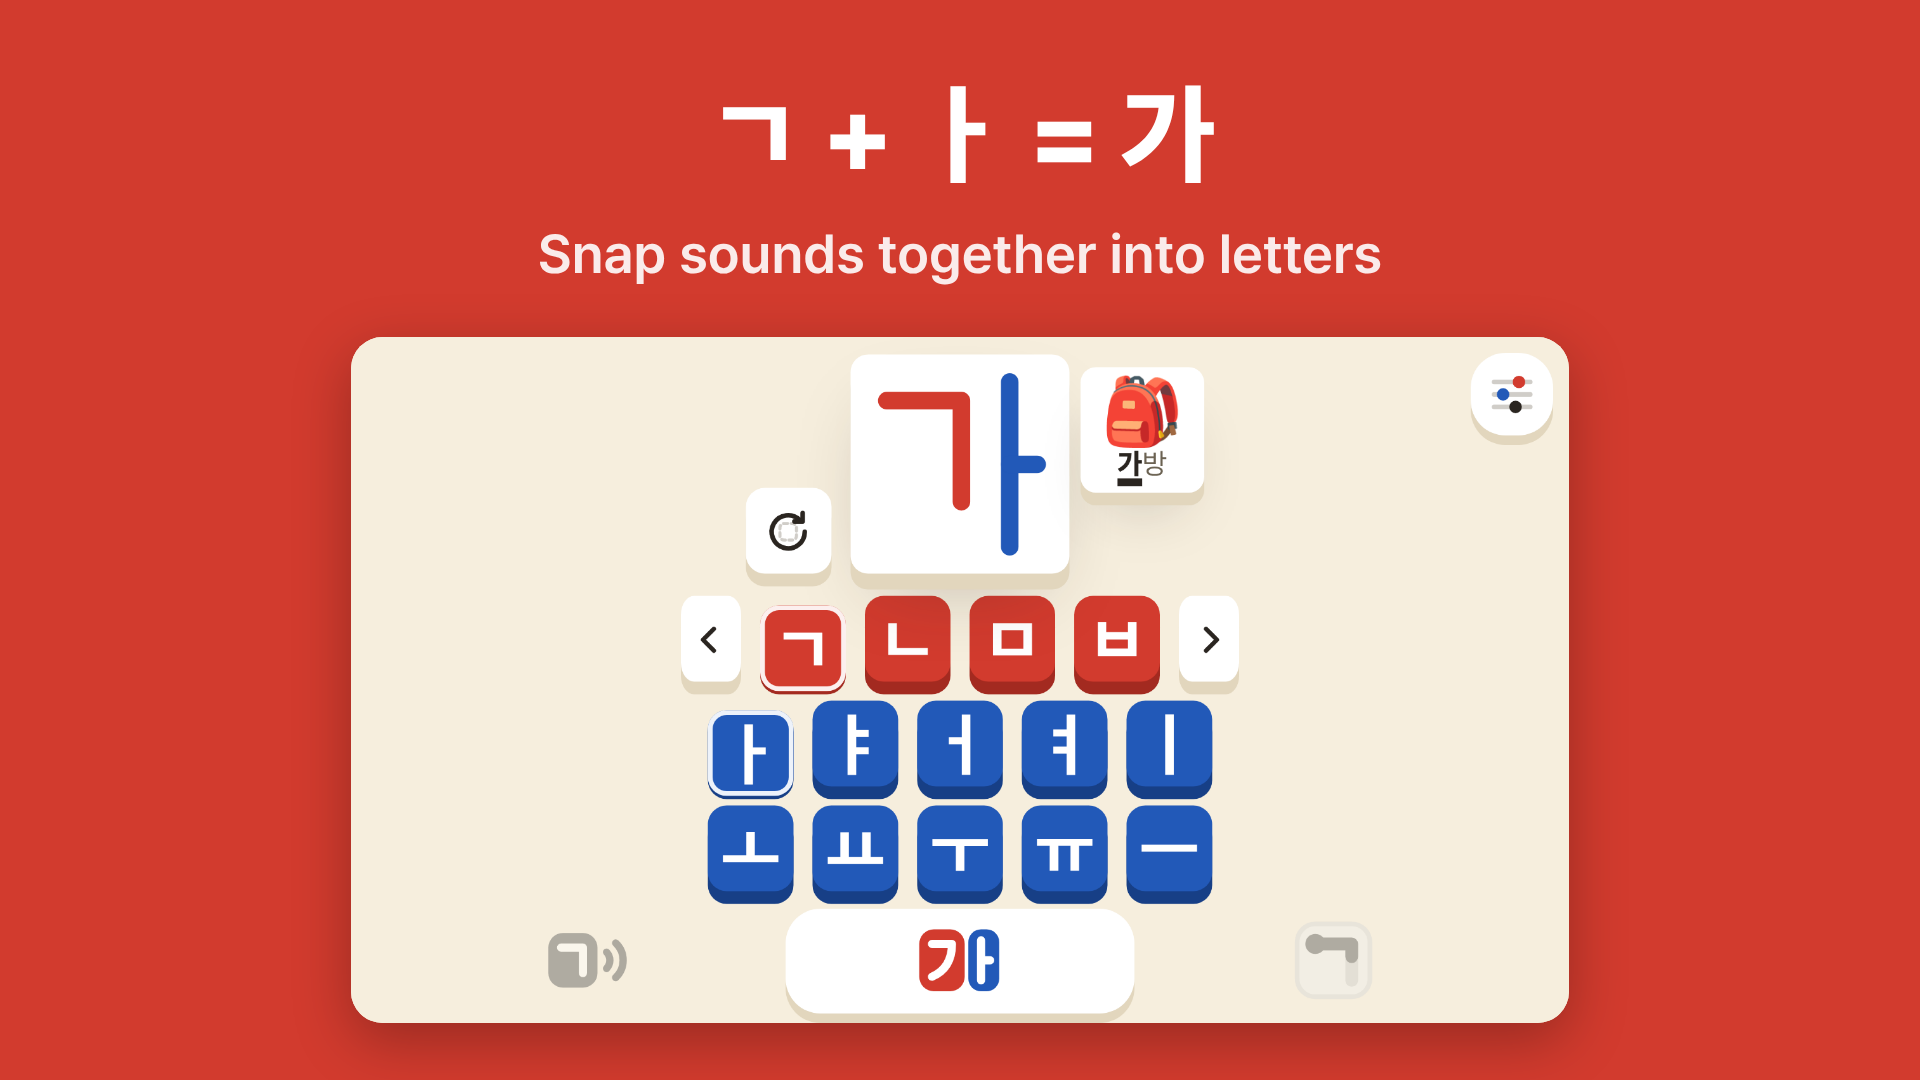 ㄱ + ㅏ = 가
Snap sounds together into letters
가
가방
ㄱ ㄴ ㅁ ㅂ
ㅏ ㅑ ㅓ ㅕ ㅣ
ㅗ ㅛ ㅜ ㅠ ㅡ
ㄱ 가 ㄱ